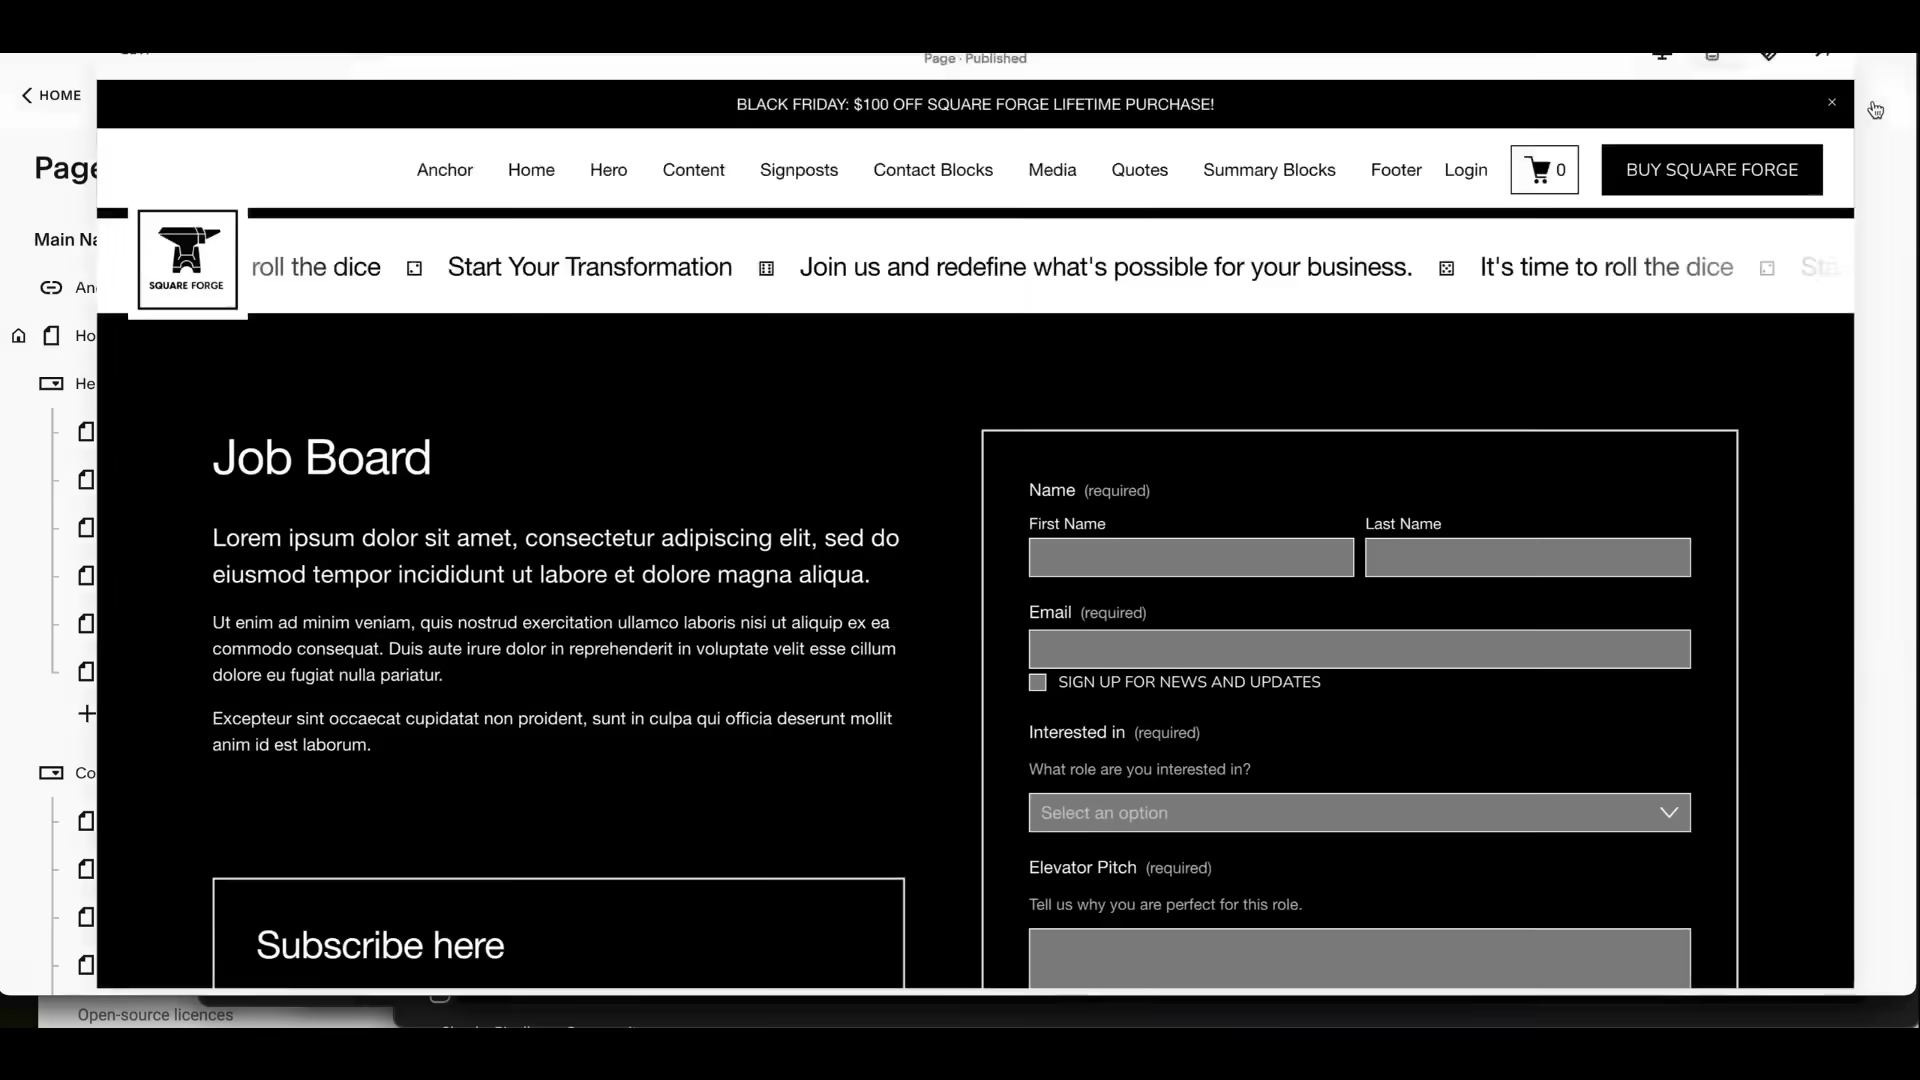 Page · Published
HOME
BLACK FRIDAY: $100 OFF SQUARE FORGE LIFETIME PURCHASE!
×
Page
Anchor Home Hero Content Signposts Contact Blocks Media Quotes Summary Blocks Footer Login 0 BUY SQUARE FORGE
Main Na
SQUARE FORGE
roll the dice Start Your Transformation Join us and redefine what's possible for your business. It's time to roll the dice Sta
An
Ho
He
Co
Job Board
Lorem ipsum dolor sit amet, consectetur adipiscing elit, sed do
eiusmod tempor incididunt ut labore et dolore magna aliqua.
Ut enim ad minim veniam, quis nostrud exercitation ullamco laboris nisi ut aliquip ex ea
commodo consequat. Duis aute irure dolor in reprehenderit in voluptate velit esse cillum
dolore eu fugiat nulla pariatur.
Excepteur sint occaecat cupidatat non proident, sunt in culpa qui officia deserunt mollit
anim id est laborum.
Subscribe here
Name (required)
First Name Last Name
Email (required)
SIGN UP FOR NEWS AND UPDATES
Interested in (required)
What role are you interested in?
Select an option
Elevator Pitch (required)
Tell us why you are perfect for this role.
Open-source licences